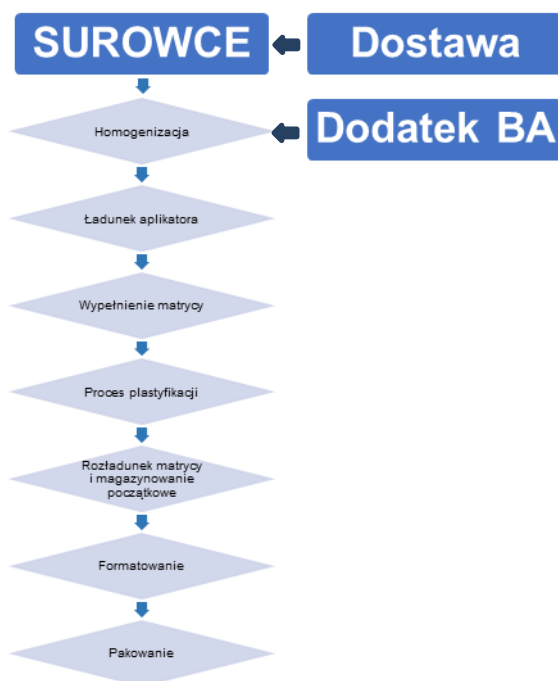 SUROWCE
Dostawa
Homogenizacja
Dodatek BA
Ładunek aplikatora
Wypełnienie matrycy
Proces plastyfikacji
Rozładunek matrycy
i magazynowanie
początkowe
Formatowanie
Pakowanie